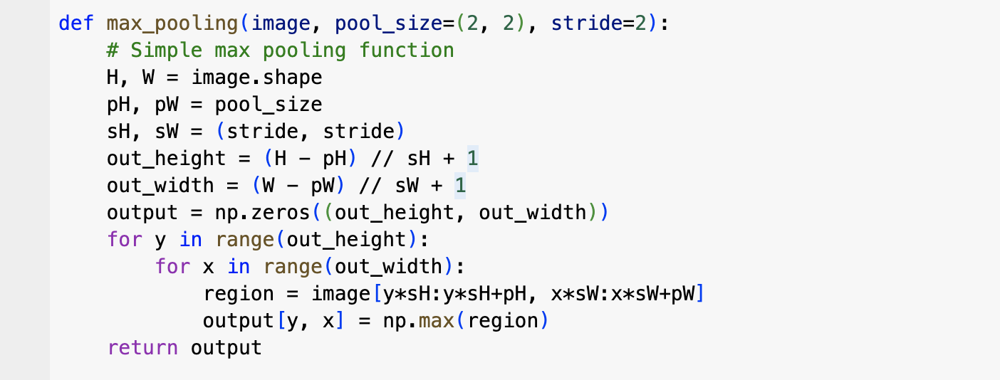 def max_pooling(image, pool_size=(2, 2), stride=2):
    # Simple max pooling function
    H, W = image.shape
    pH, pW = pool_size
    sH, sW = (stride, stride)
    out_height = (H - pH) // sH + 1
    out_width = (W - pW) // sW + 1
    output = np.zeros((out_height, out_width))
    for y in range(out_height):
        for x in range(out_width):
            region = image[y*sH:y*sH+pH, x*sW:x*sW+pW]
            output[y, x] = np.max(region)
    return output